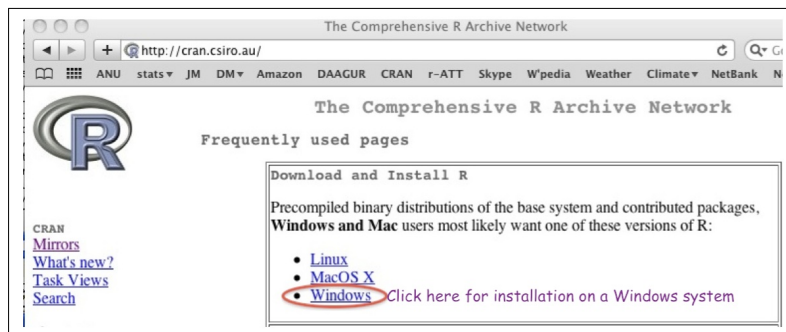 The Comprehensive R Archive Network
http://cran.csiro.au/
ANU stats JM DM Amazon DAAGUR CRAN r-ATT Skype W'pedia Weather Climate NetBank
R
The Comprehensive R Archive Network
Frequently used pages
Download and Install R
Precompiled binary distributions of the base system and contributed packages,
Windows and Mac users most likely want one of these versions of R:
Linux
MacOS X
Windows Click here for installation on a Windows system
CRAN
Mirrors
What's new?
Task Views
Search